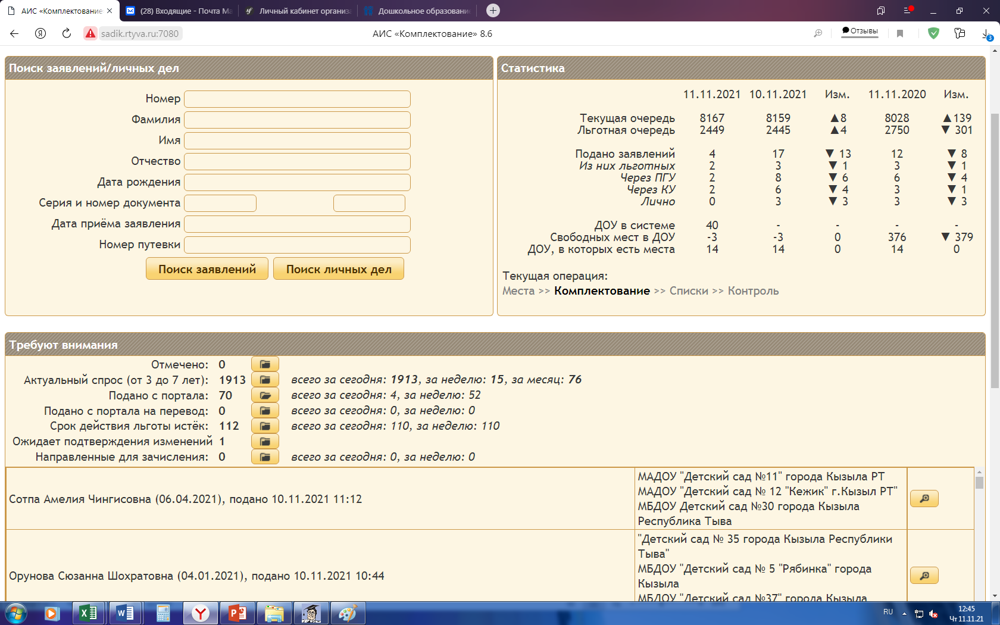 АИС «Комплектование
(28) Входящие - Почта Ма
Личный кабинет организа
Дошкольное образовани
sadik.rtyva.ru:7080
АИС «Комплектование» 8.6
Отзывы
3
Поиск заявлений/личных дел
Номер
Фамилия
Имя
Отчество
Дата рождения
Серия и номер документа
Дата приёма заявления
Номер путевки
Поиск заявлений
Поиск личных дел
Статистика
11.11.2021 10.11.2021 Изм. 11.11.2020 Изм.
Текущая очередь 8167 8159 ▲8 8028 ▲139
Льготная очередь 2449 2445 ▲4 2750 ▼ 301
Подано заявлений 4 17 ▼ 13 12 ▼ 8
Из них льготных 2 3 ▼ 1 3 ▼ 1
Через ПГУ 2 8 ▼ 6 6 ▼ 4
Через КУ 2 6 ▼ 4 3 ▼ 1
Лично 0 3 ▼ 3 3 ▼ 3
ДОУ в системе 40 - - - -
Свободных мест в ДОУ -3 -3 0 376 ▼ 379
ДОУ, в которых есть места 14 14 0 14 0
Текущая операция:
Места >> Комплектование >> Списки >> Контроль
Требуют внимания
Отмечено: 0
Актуальный спрос (от 3 до 7 лет): 1913 всего за сегодня: 1913, за неделю: 15, за месяц: 76
Подано с портала: 70 всего за сегодня: 4, за неделю: 52
Подано с портала на перевод: 0 всего за сегодня: 0, за неделю: 0
Срок действия льготы истёк: 112 всего за сегодня: 110, за неделю: 110
Ожидает подтверждения изменений 1
Направленные для зачисления: 0 всего за сегодня: 0, за неделю: 0
Сотпа Амелия Чингисовна (06.04.2021), подано 10.11.2021 11:12
МАДОУ "Детский сад №11" города Кызыла РТ
МАДОУ "Детский сад № 12 "Кежик" г.Кызыл РТ"
МБДОУ Детский сад №30 города Кызыла
Республика Тыва
Орунова Сюзанна Шохратовна (04.01.2021), подано 10.11.2021 10:44
"Детский сад № 35 города Кызыла Республики
Тыва"
МБДОУ "Детский сад № 5 "Рябинка" города
Кызыла
МБДОУ "Детский сад №37" города Кызыла
RU
12:45
Чт 11.11.21